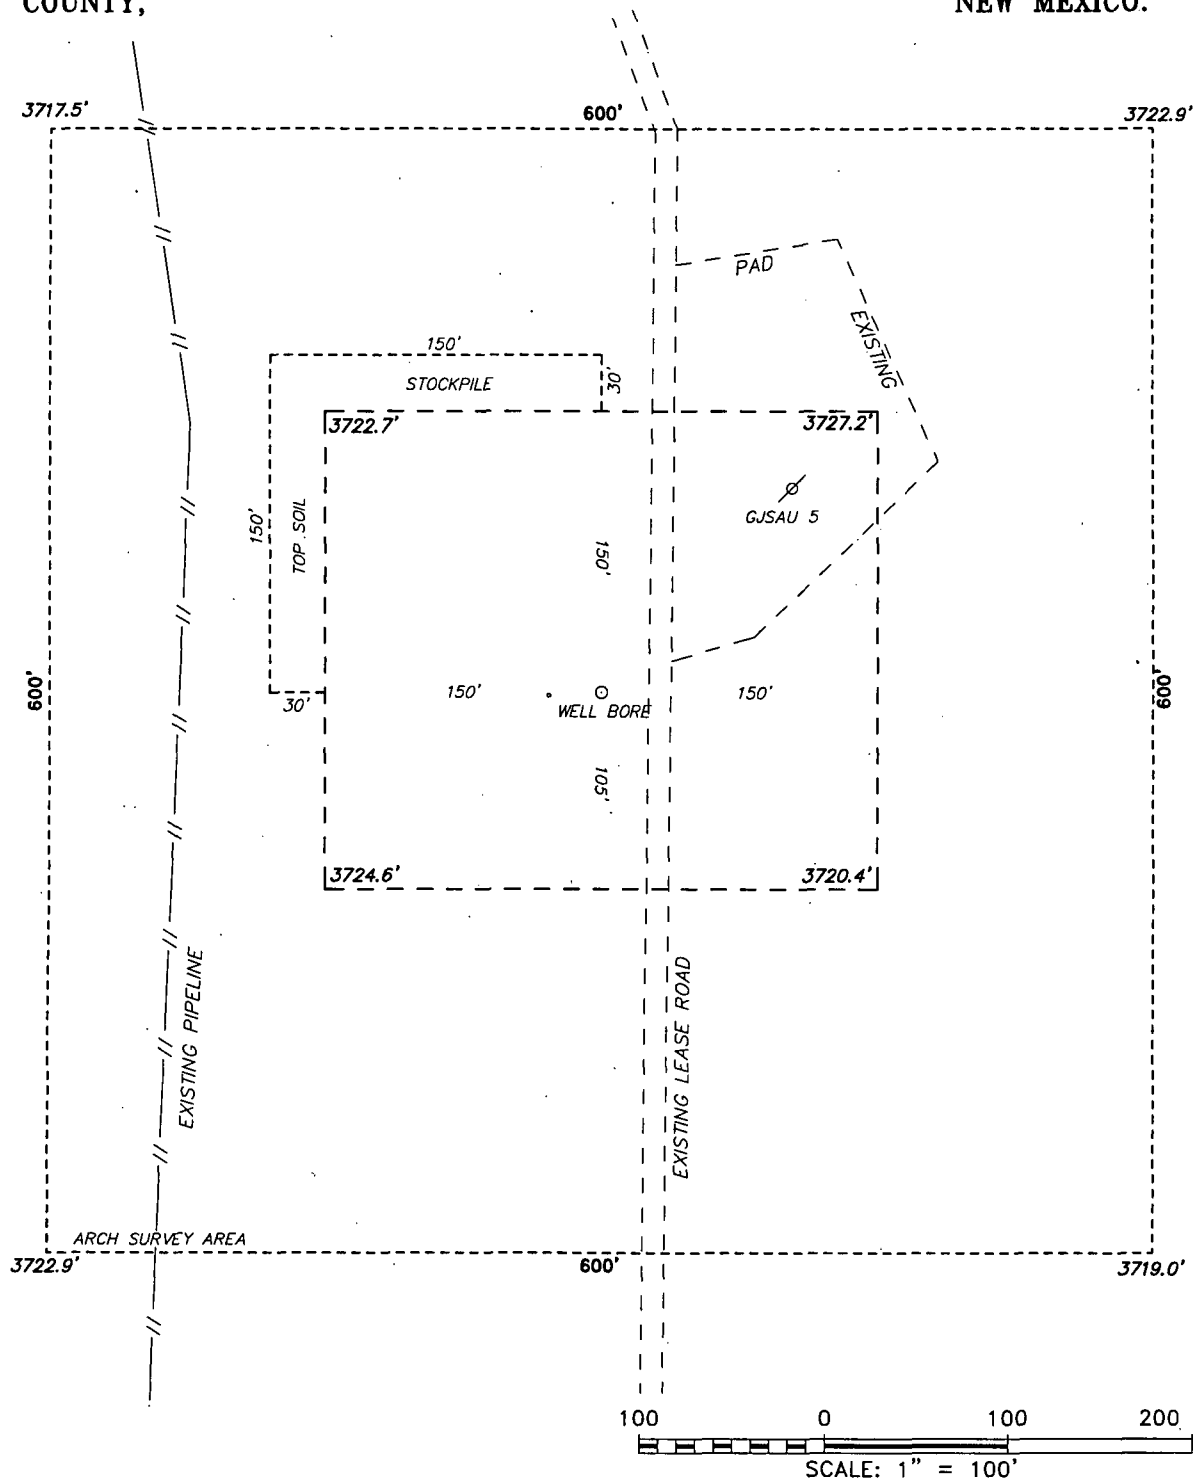 COUNTY,
NEW MEXICO.
3717.5'
600'
3722.9'
PAD
EXISTING
150'
STOCKPILE
30'
3722.7'
3727.2'
GJSAU 5
150'
TOP SOIL
150'
600'
600'
150'
150'
30'
WELL BORE
105'
3724.6'
3720.4'
EXISTING PIPELINE
EXISTING LEASE ROAD
ARCH SURVEY AREA
3722.9'
600'
3719.0'
100 0 100 200
SCALE: 1" = 100'